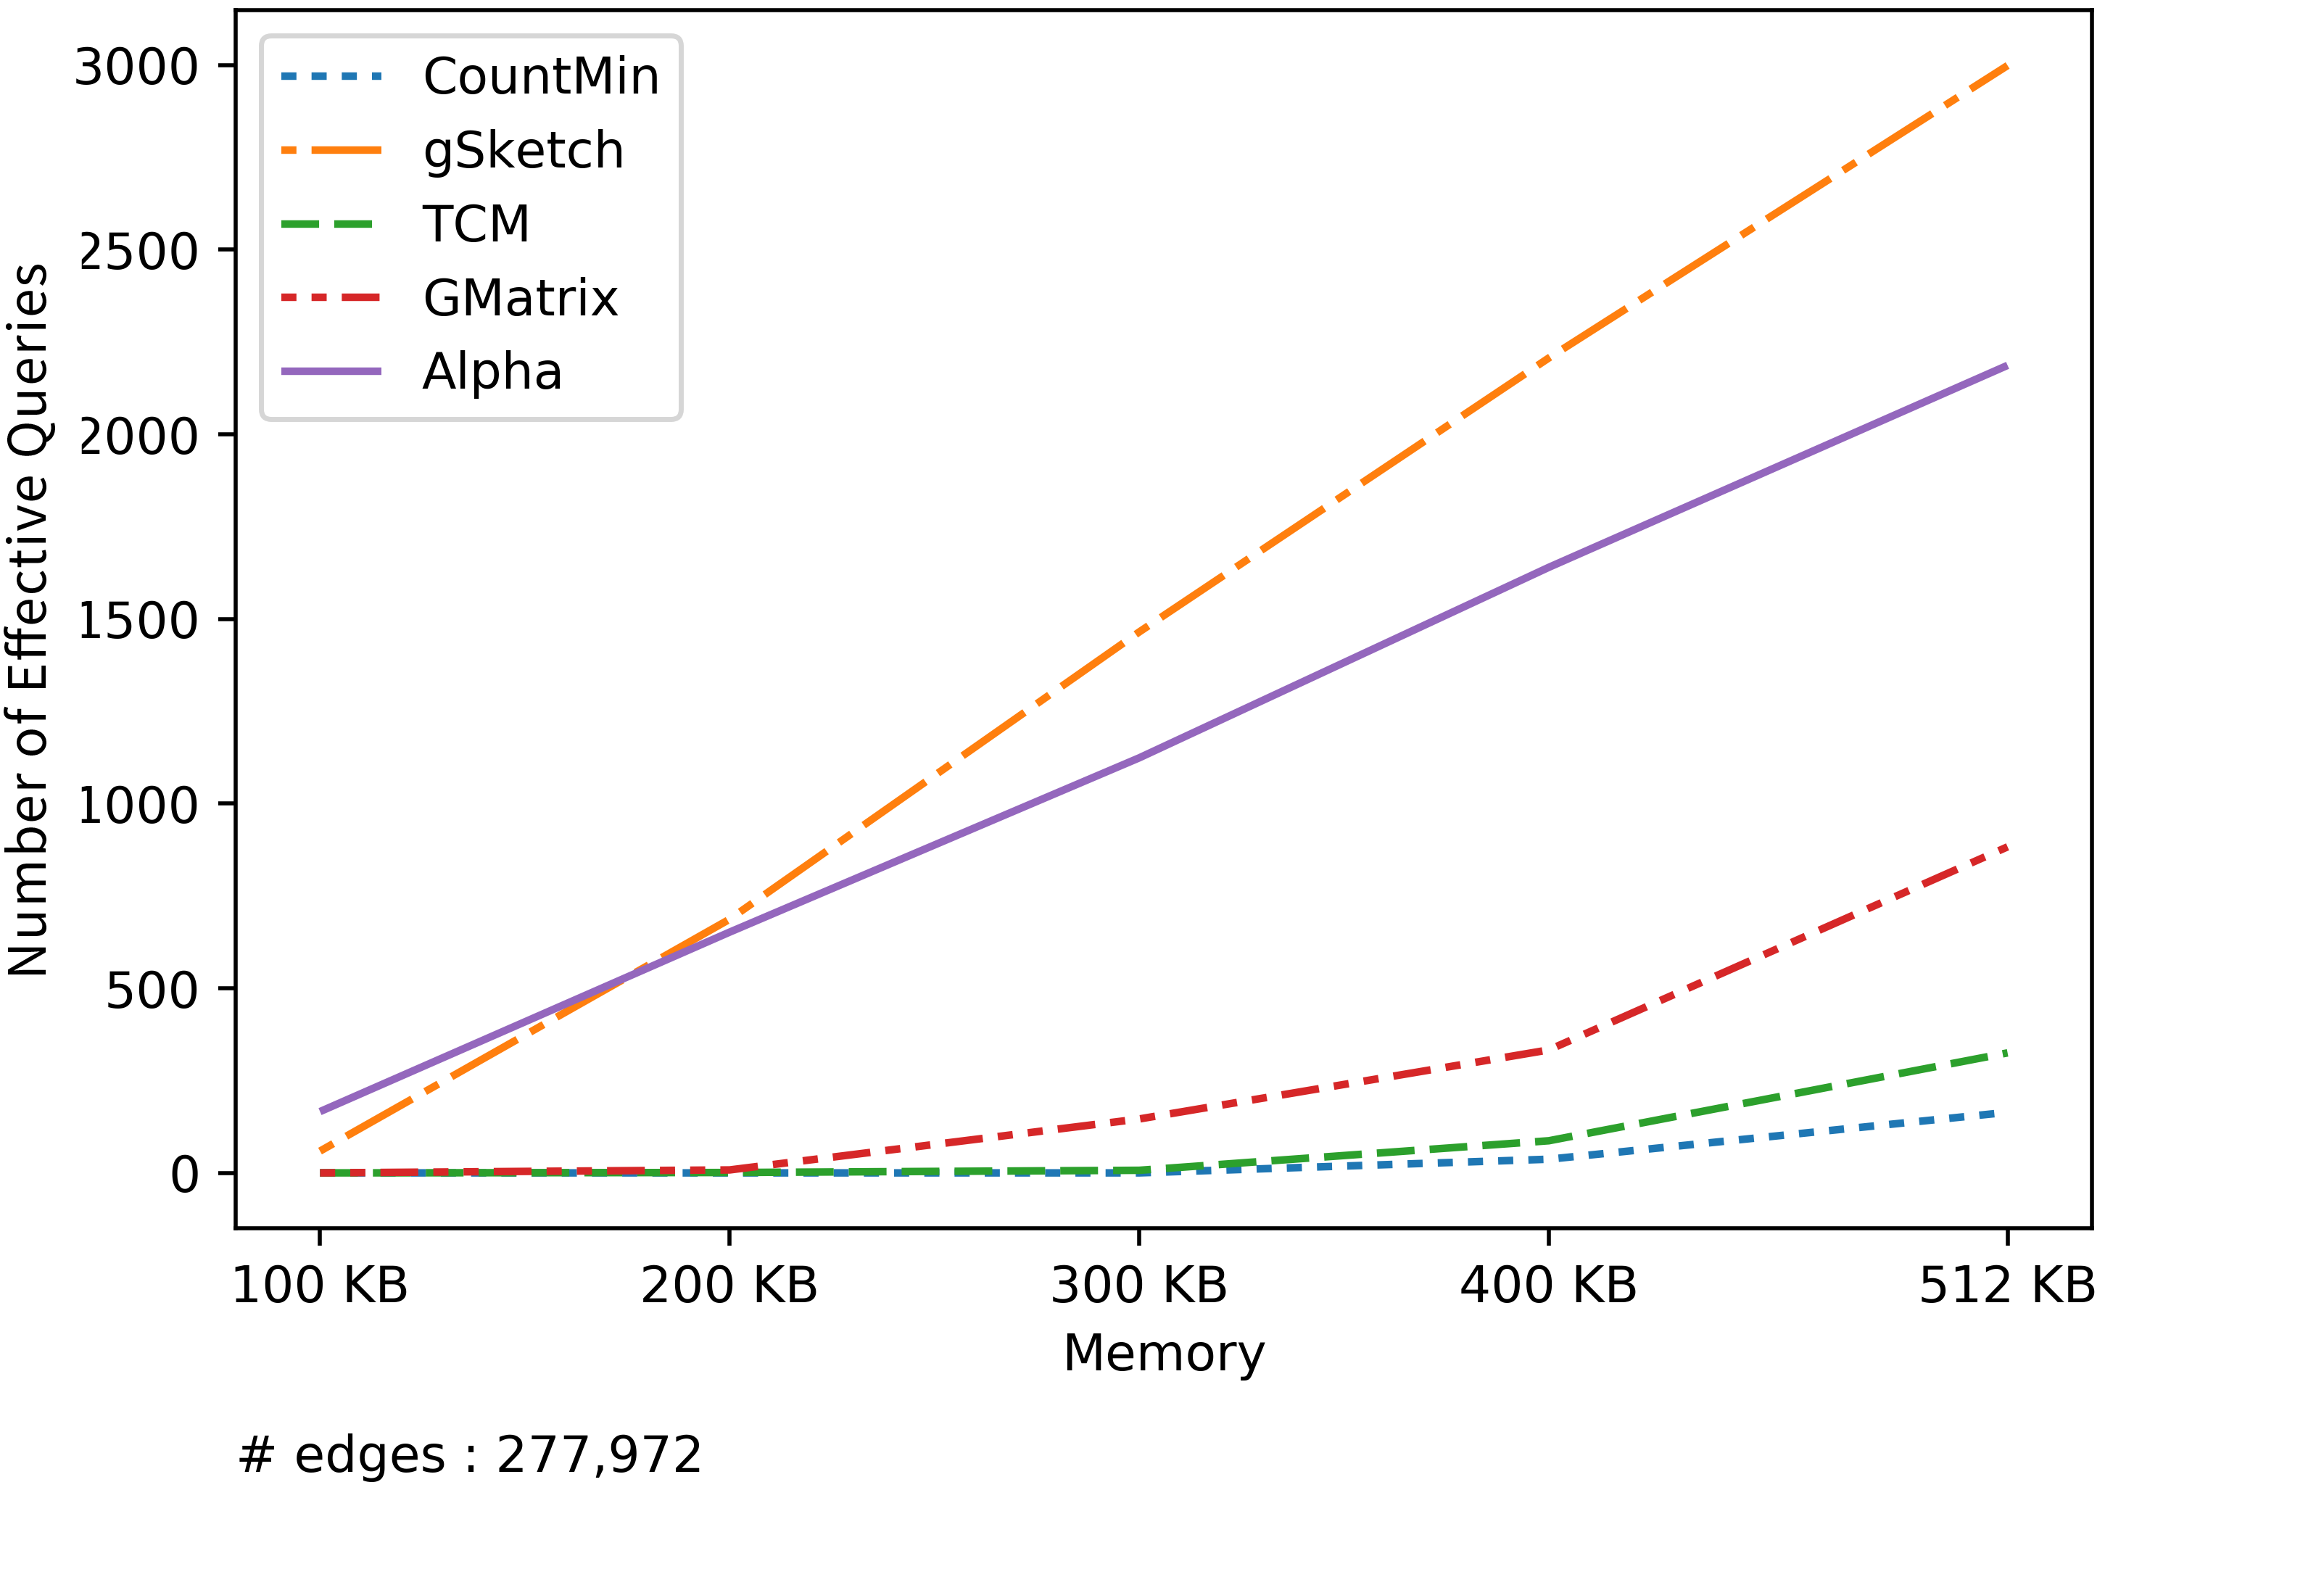 Number of Effective Queries
3000
2500
2000
1500
1000
500
0
CountMin
gSketch
TCM
GMatrix
Alpha
100 KB
200 KB
300 KB
400 KB
512 KB
Memory
# edges : 277,972